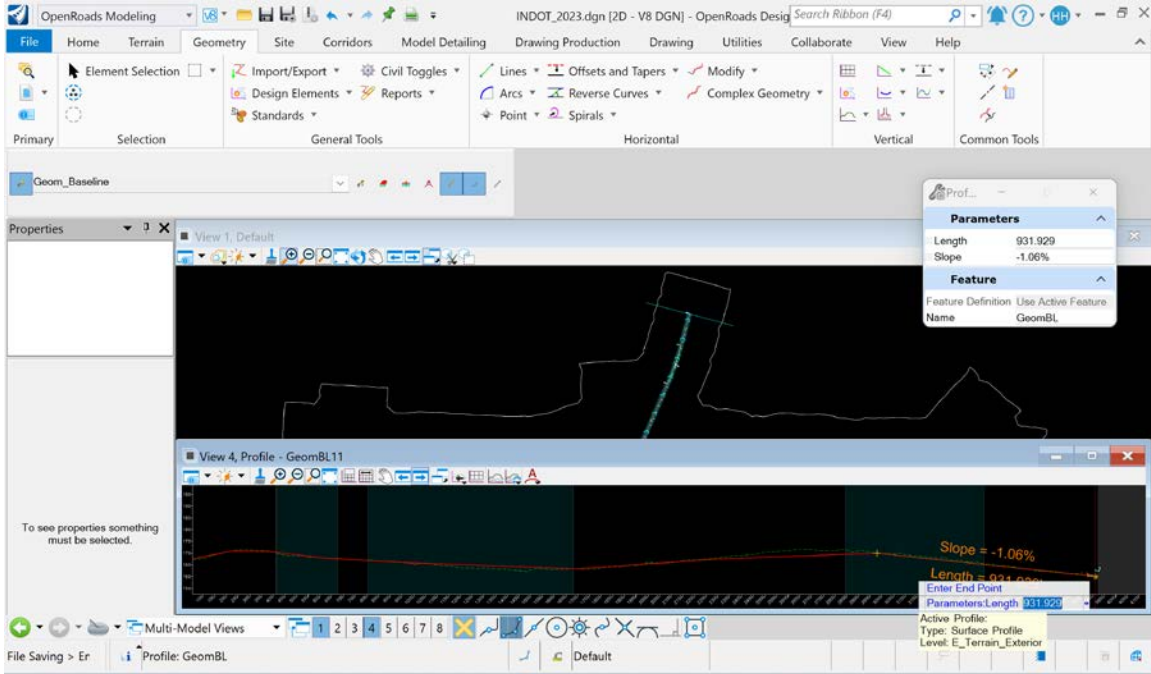 OpenRoads Modeling
INDOT_2023.dgn [2D - V8 DGN] - OpenRoads Desig
Search Ribbon (F4)
HH
File Home Terrain Geometry Site Corridors Model Detailing Drawing Production Drawing Utilities Collaborate View Help
Element Selection
Import/Export
Civil Toggles
Lines
Offsets and Tapers
Modify
Design Elements
Reports
Arcs
Reverse Curves
Complex Geometry
Standards
Point
Spirals
Primary Selection General Tools Horizontal Vertical Common Tools
Geom_Baseline
Prof...
Parameters
Length 931.929
Slope -1.06%
Feature
Feature Definition Use Active Feature
Name GeomBL
Properties
View 1, Default
To see properties something
must be selected.
View 4, Profile - GeomBL11
Slope = -1.06%
Enter End Point
Parameters:Length 931.929
Active Profile:
Type: Surface Profile
Level: E_Terrain_Exterior
Multi-Model Views
1 2 3 4 5 6 7 8
File Saving > Er
Profile: GeomBL
Default